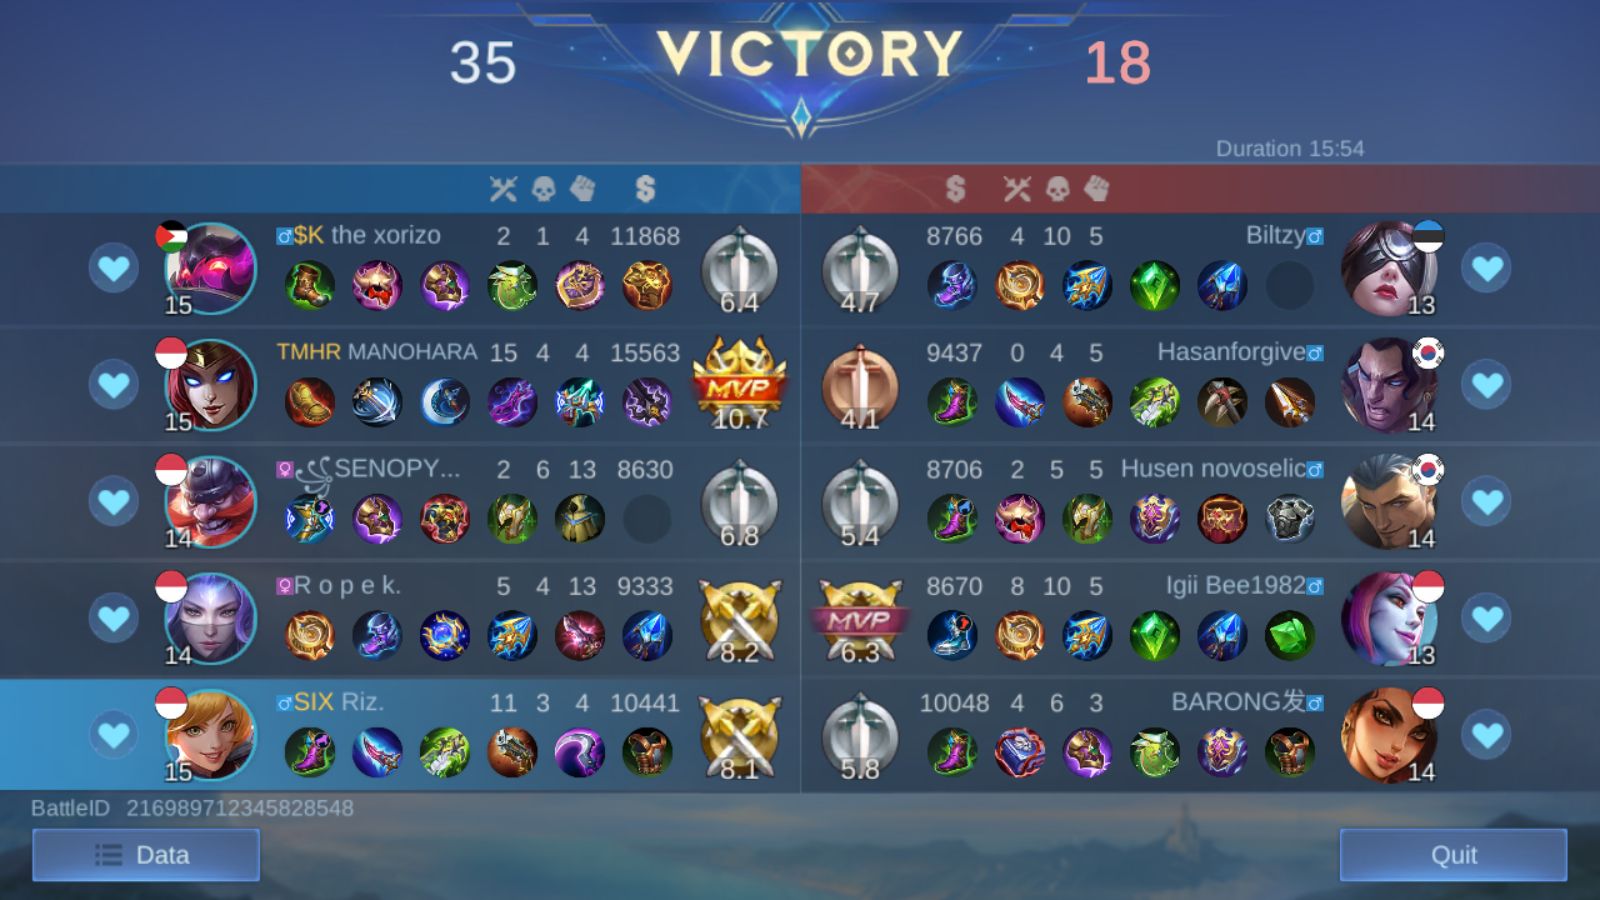 35 VICTORY 18
Duration 15:54
$K the xorizo 2 1 4 11868
15 6.4
8766 4 10 5 Biltzy
4.7 13
TMHR MANOHARA 15 4 4 15563
15 MVP 10.7
9437 0 4 5 Hasanforgive
4.1 14
SENOPY... 2 6 13 8630
14 6.8
8706 2 5 5 Husen novoselic
5.4 14
R o p e k. 5 4 13 9333
14 8.2
8670 8 10 5 Igii Bee1982
MVP 6.3 13
SIX Riz. 11 3 4 10441
15 8.1
10048 4 6 3 BARONG发
5.8 14
BattleID 216989712345828548
Data
Quit